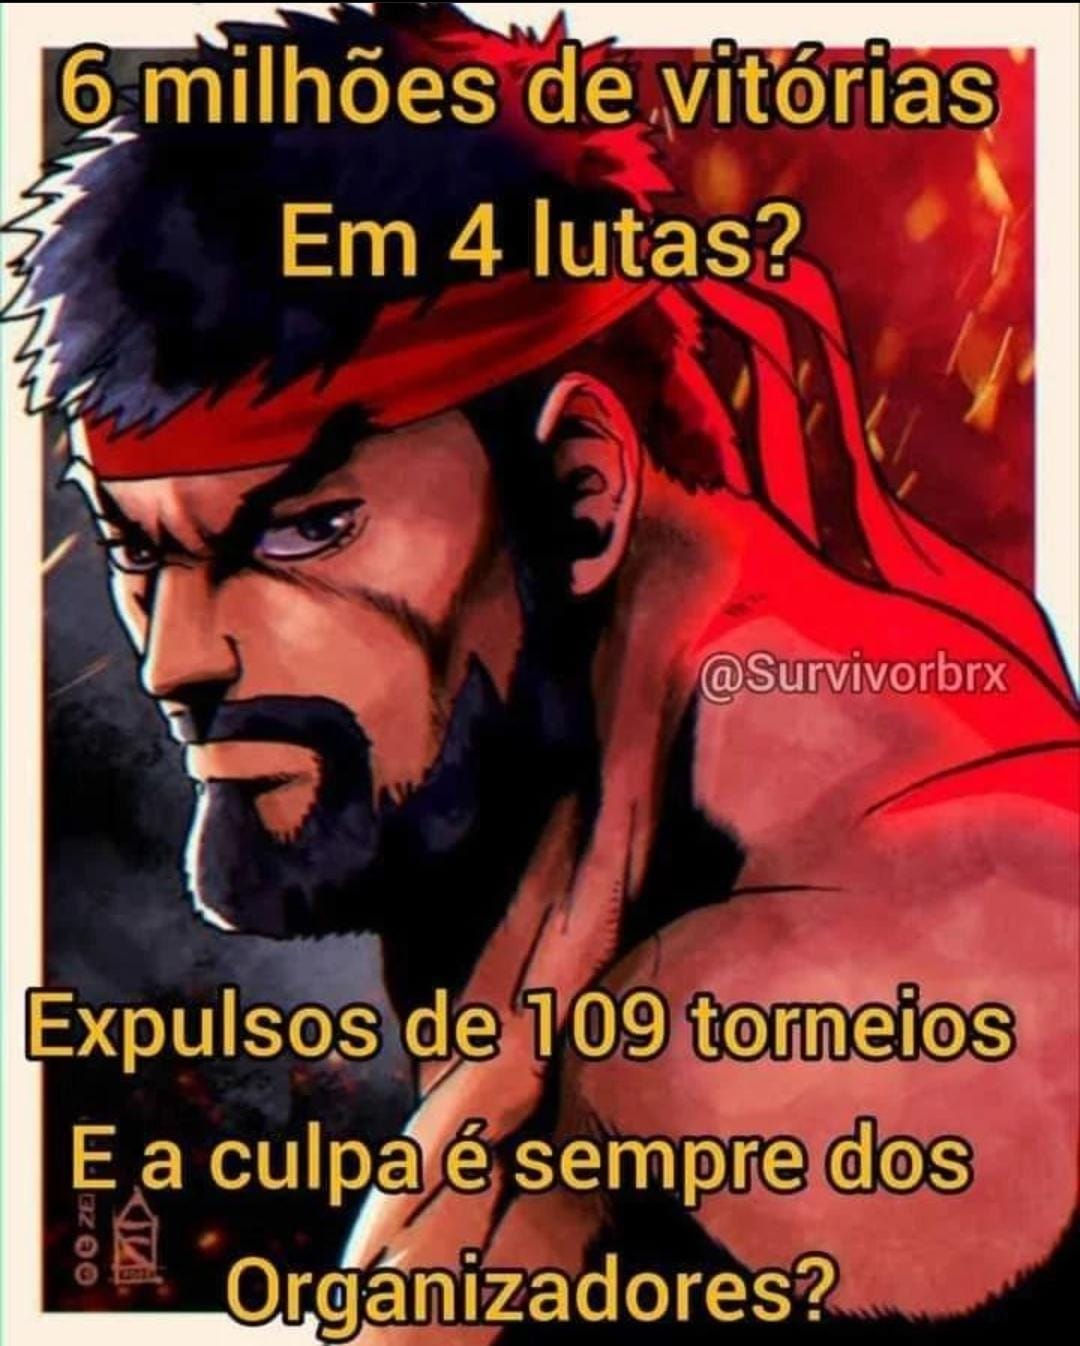 6 milhões de vitórias
Em 4 lutas?
@Survivorbrx
Expulsos de 109 torneios
E a culpa é sempre dos
Organizadores?